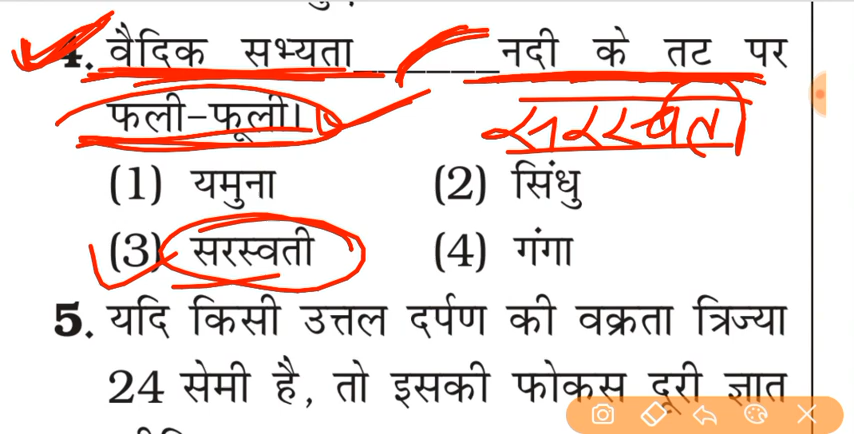 4. वैदिक सभ्यता ______ नदी के तट पर
फली-फूली।
सरस्वती
(1) यमुना (2) सिंधु
(3) सरस्वती (4) गंगा
5. यदि किसी उत्तल दर्पण की वक्रता त्रिज्या
24 सेमी है, तो इसकी फोकस दूरी ज्ञात